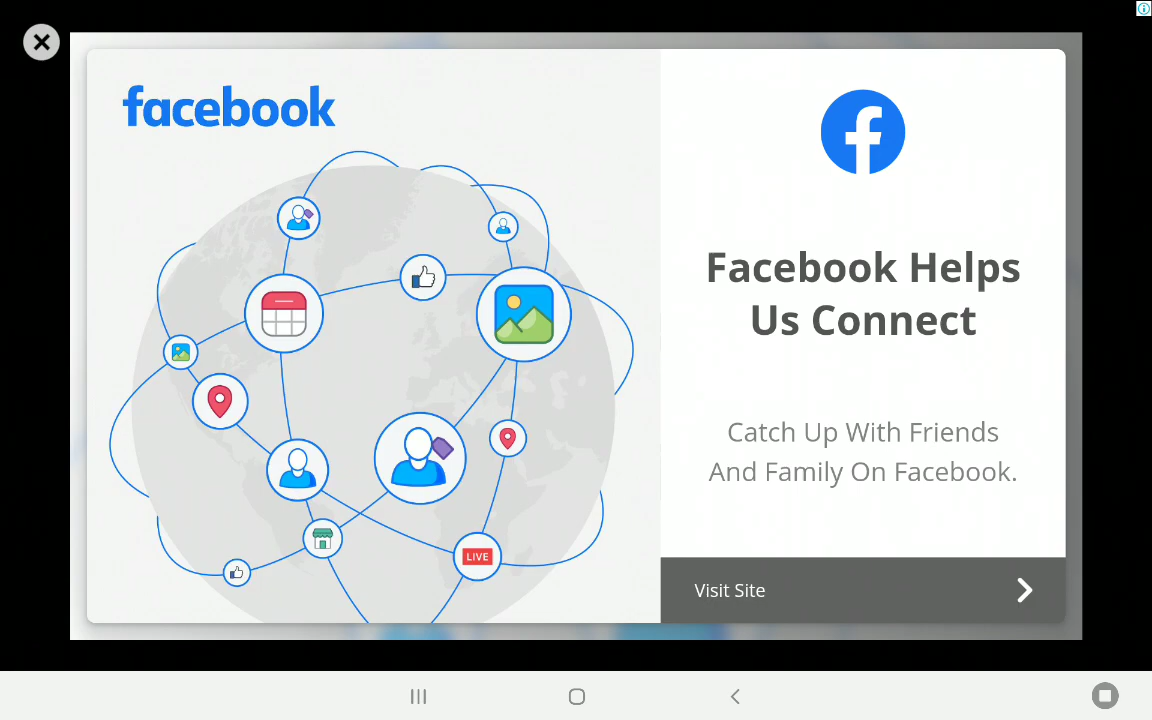 facebook
Facebook Helps
Us Connect
Catch Up With Friends
And Family On Facebook.
LIVE
Visit Site